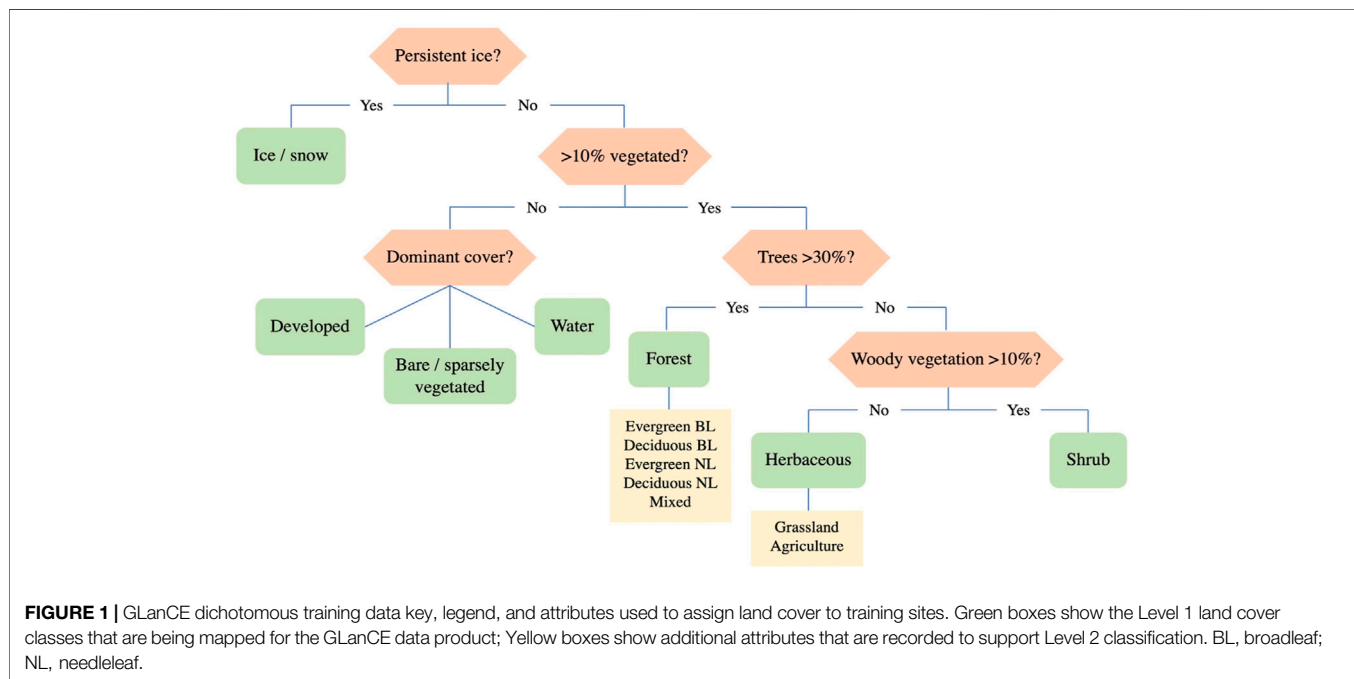 Persistent ice?
Yes
No
Ice / snow
>10% vegetated?
No
Yes
Dominant cover?
Trees >30%?
Developed
Water
Bare / sparsely
vegetated
Yes
No
Forest
Woody vegetation >10%?
Evergreen BL
Deciduous BL
Evergreen NL
Deciduous NL
Mixed
No
Yes
Herbaceous
Shrub
Grassland
Agriculture
FIGURE 1 | GLanCE dichotomous training data key, legend, and attributes used to assign land cover to training sites. Green boxes show the Level 1 land cover
classes that are being mapped for the GLanCE data product; Yellow boxes show additional attributes that are recorded to support Level 2 classification. BL, broadleaf;
NL, needleleaf.